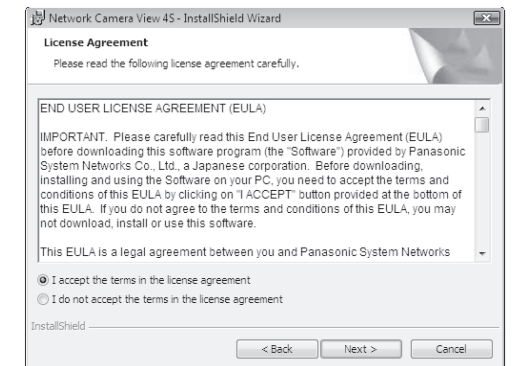 Network Camera View 4S - InstallShield Wizard
License Agreement
Please read the following license agreement carefully.
END USER LICENSE AGREEMENT (EULA)
IMPORTANT. Please carefully read this End User License Agreement (EULA)
before downloading this software program (the "Software") provided by Panasonic
System Networks Co., Ltd., a Japanese corporation. Before downloading,
installing and using the Software on your PC, you need to accept the terms and
conditions of this EULA by clicking on "I ACCEPT" button provided at the bottom of
this EULA. If you do not agree to the terms and conditions of this EULA, you may
not download, install or use this software.
This EULA is a legal agreement between you and Panasonic System Networks
I accept the terms in the license agreement
I do not accept the terms in the license agreement
InstallShield
< Back Next > Cancel